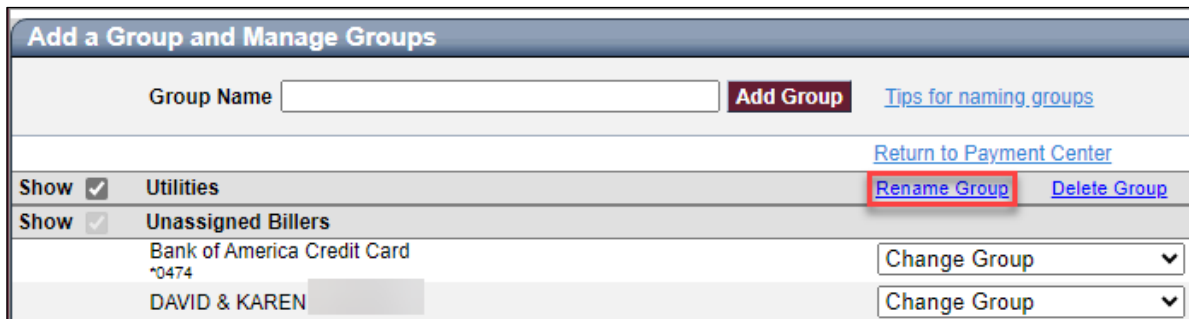 Add a Group and Manage Groups
Group Name Add Group Tips for naming groups
Return to Payment Center
Show Utilities Rename Group Delete Group
Show Unassigned Billers
Bank of America Credit Card
*0474 Change Group
DAVID & KAREN Change Group